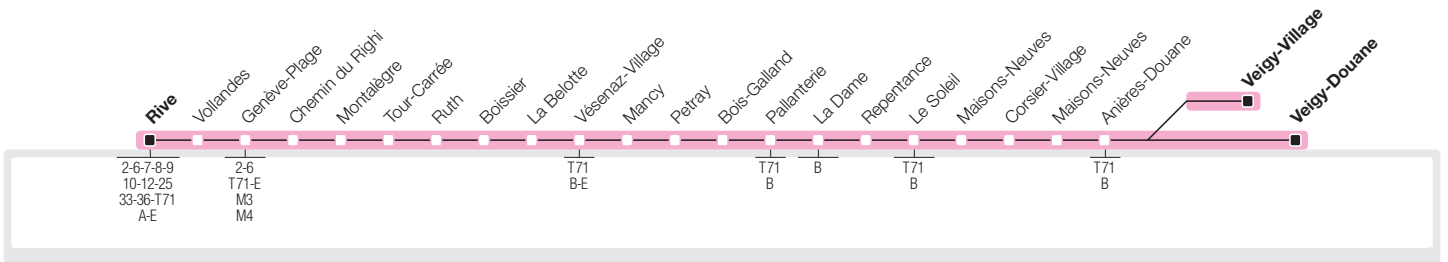 Rive
Vollandes
Genève-Plage
Chemin du Righi
Montalègre
Tour-Carrée
Ruth
Boissier
La Belotte
Vésenaz-Village
Mancy
Petray
Bois-Galland
Pallanterie
La Dame
Repentance
Le Soleil
Maisons-Neuves
Corsier-Village
Maisons-Neuves
Anières-Douane
Veigy-Village
Veigy-Douane
2-6-7-8-9
10-12-25
33-36-T71
A-E
2-6
T71-E
M3
M4
T71
B-E
T71
B
B
T71
B
T71
B